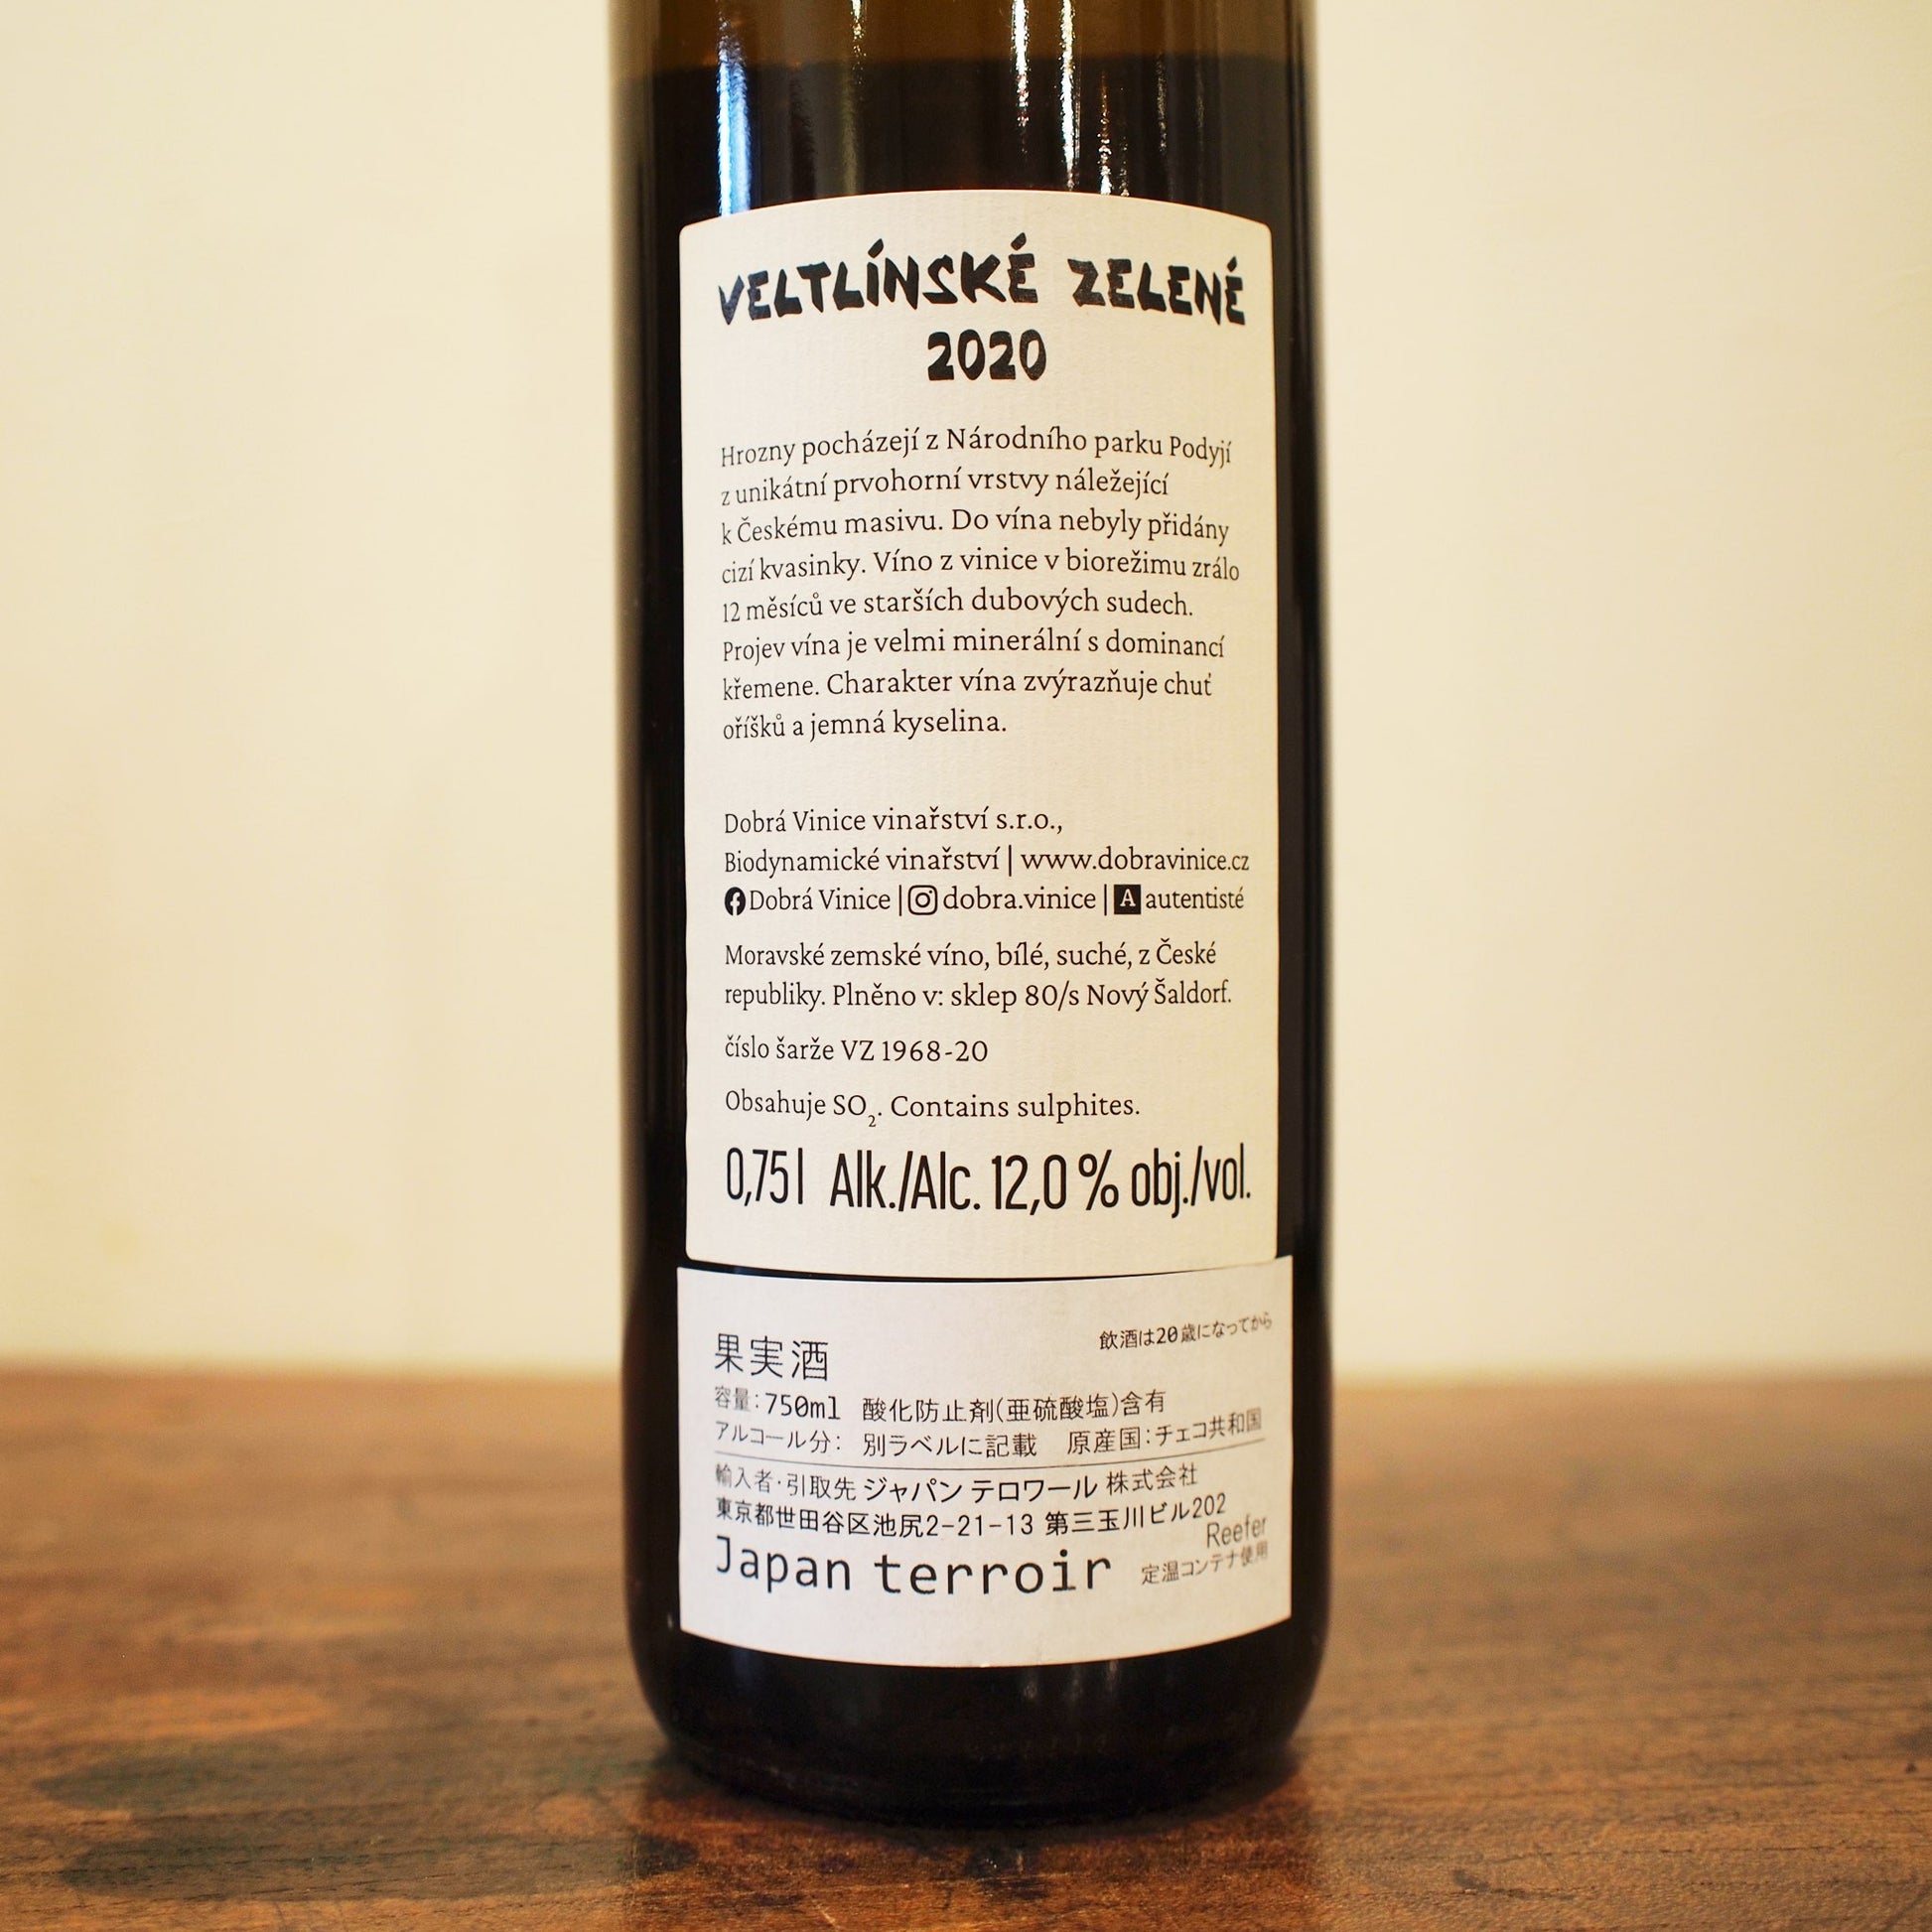 VELTLÍNSKÉ ZELENÉ
2020
Hrozny pocházejí z Národního parku Podyjí
z unikátní prvohorní vrstvy náležející
k Českému masivu. Do vína nebyly přidány
cizí kvasinky. Víno z vinice v biorežimu zrálo
12 měsíců ve starších dubových sudech.
Projev vína je velmi minerální s dominancí
křemene. Charakter vína zvýrazňuje chuť
oříšků a jemná kyselina.
Dobrá Vinice vinařství s.r.o.,
Biodynamické vinařství | www.dobravinice.cz
Dobrá Vinice | dobra.vinice | A autentisté
Moravské zemské víno, bílé, suché, z České
republiky. Plněno v: sklep 80/s Nový Šaldorf.
číslo šarže VZ 1968-20
Obsahuje SO₂. Contains sulphites.
0,75 l Alk./Alc. 12,0 % obj./vol.
飲酒は20歳になってから
果実酒
容量:750ml 酸化防止剤(亜硫酸塩)含有
アルコール分: 別ラベルに記載 原産国:チェコ共和国
輸入者・引取先 ジャパン テロワール 株式会社
東京都世田谷区池尻2-21-13 第三玉川ビル202
Japan terroir Reefer
定温コンテナ使用